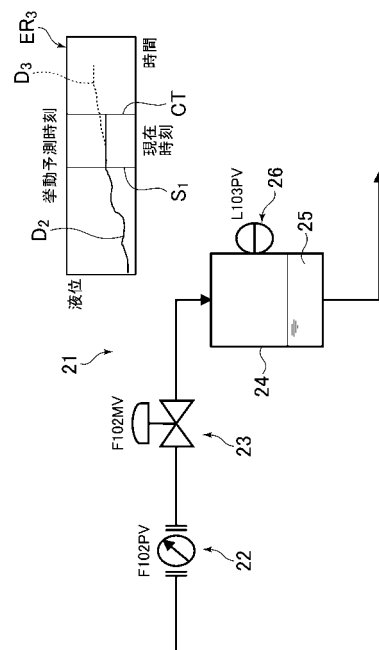 ER3
液位
挙動予測時刻
時間
D2
D3
S1
現在
時刻
CT
21
F102PV
22
F102MV
23
24
25
L103PV
26